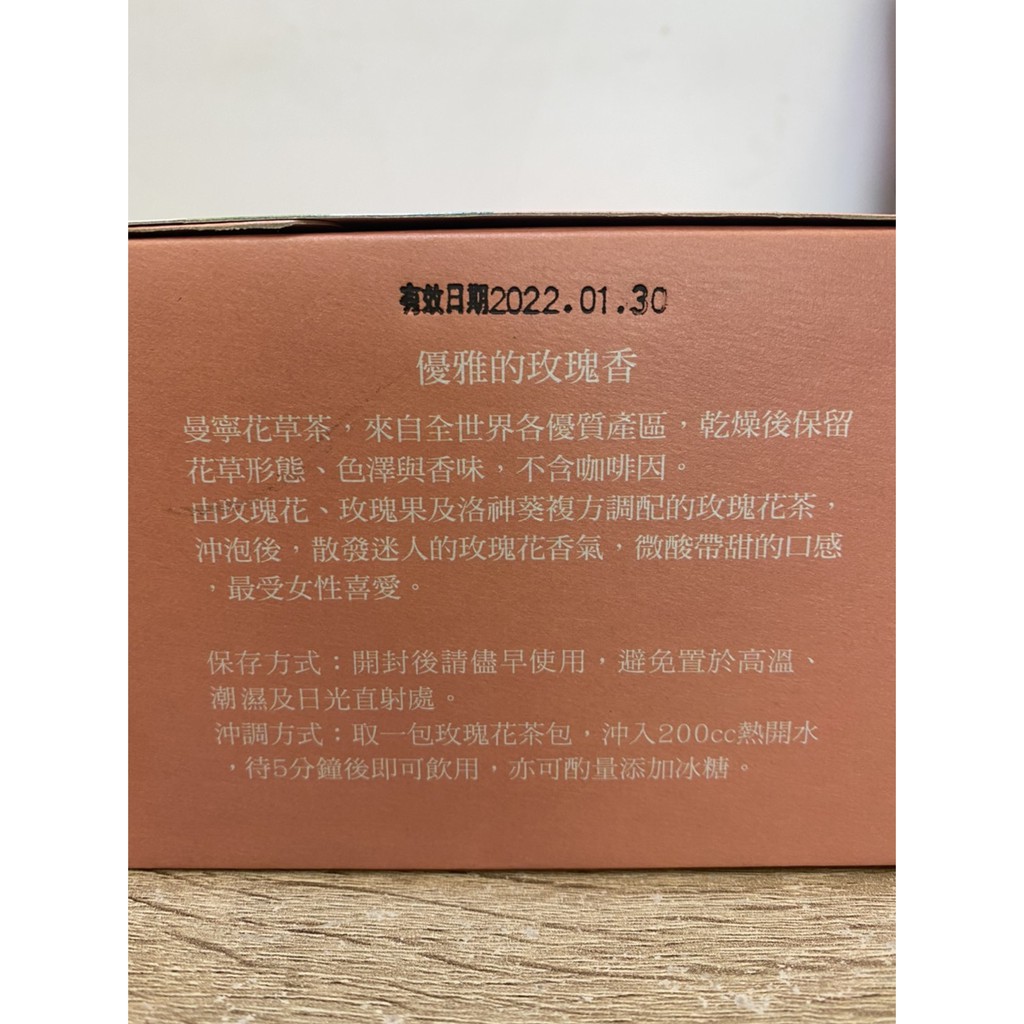 有效日期2022.01.30
優雅的玫瑰香
曼寧花草茶，來自全世界各優質產區，乾燥後保留
花草形態、色澤與香味，不含咖啡因。
由玫瑰花、玫瑰果及洛神葵複方調配的玫瑰花茶，
沖泡後，散發迷人的玫瑰花香氣，微酸帶甜的口感
，最受女性喜愛。
保存方式；開封後請儘早使用，避免置於高溫、
潮濕及日光直射處。
沖調方式；取一包玫瑰花茶包，沖入200cc熱開水
，待5分鐘後即可飲用，亦可酌量添加冰糖。